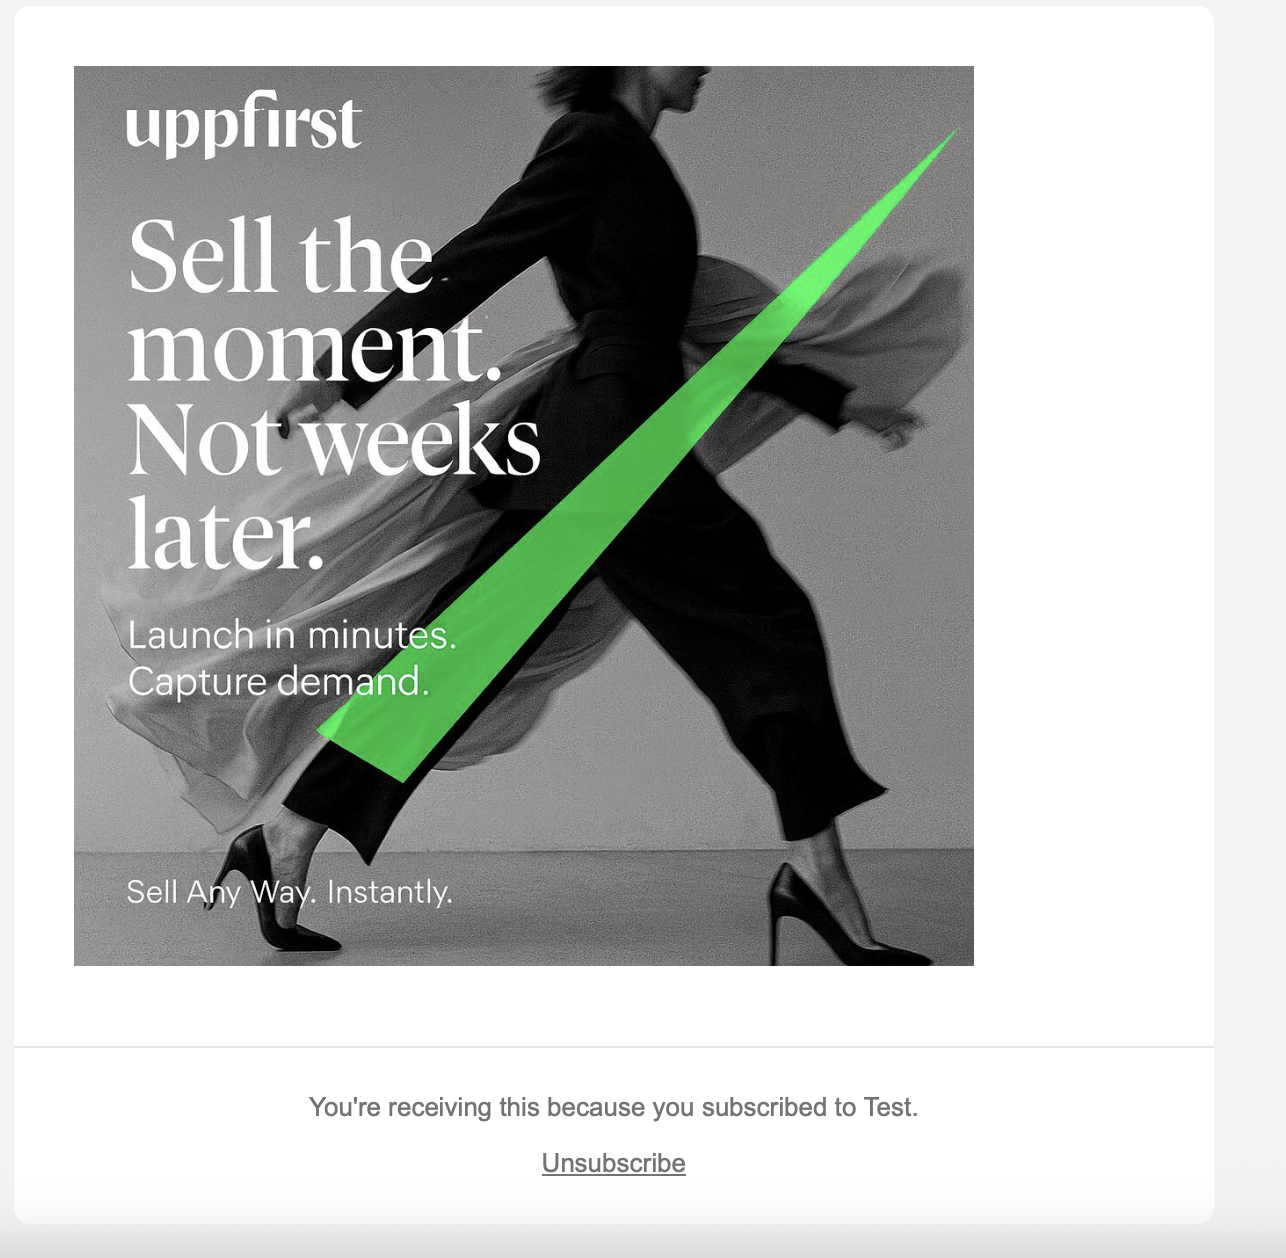 uppfirst
Sell the
moment.
Not weeks
later.
Launch in minutes.
Capture demand.
Sell Any Way. Instantly.
You're receiving this because you subscribed to Test.
Unsubscribe